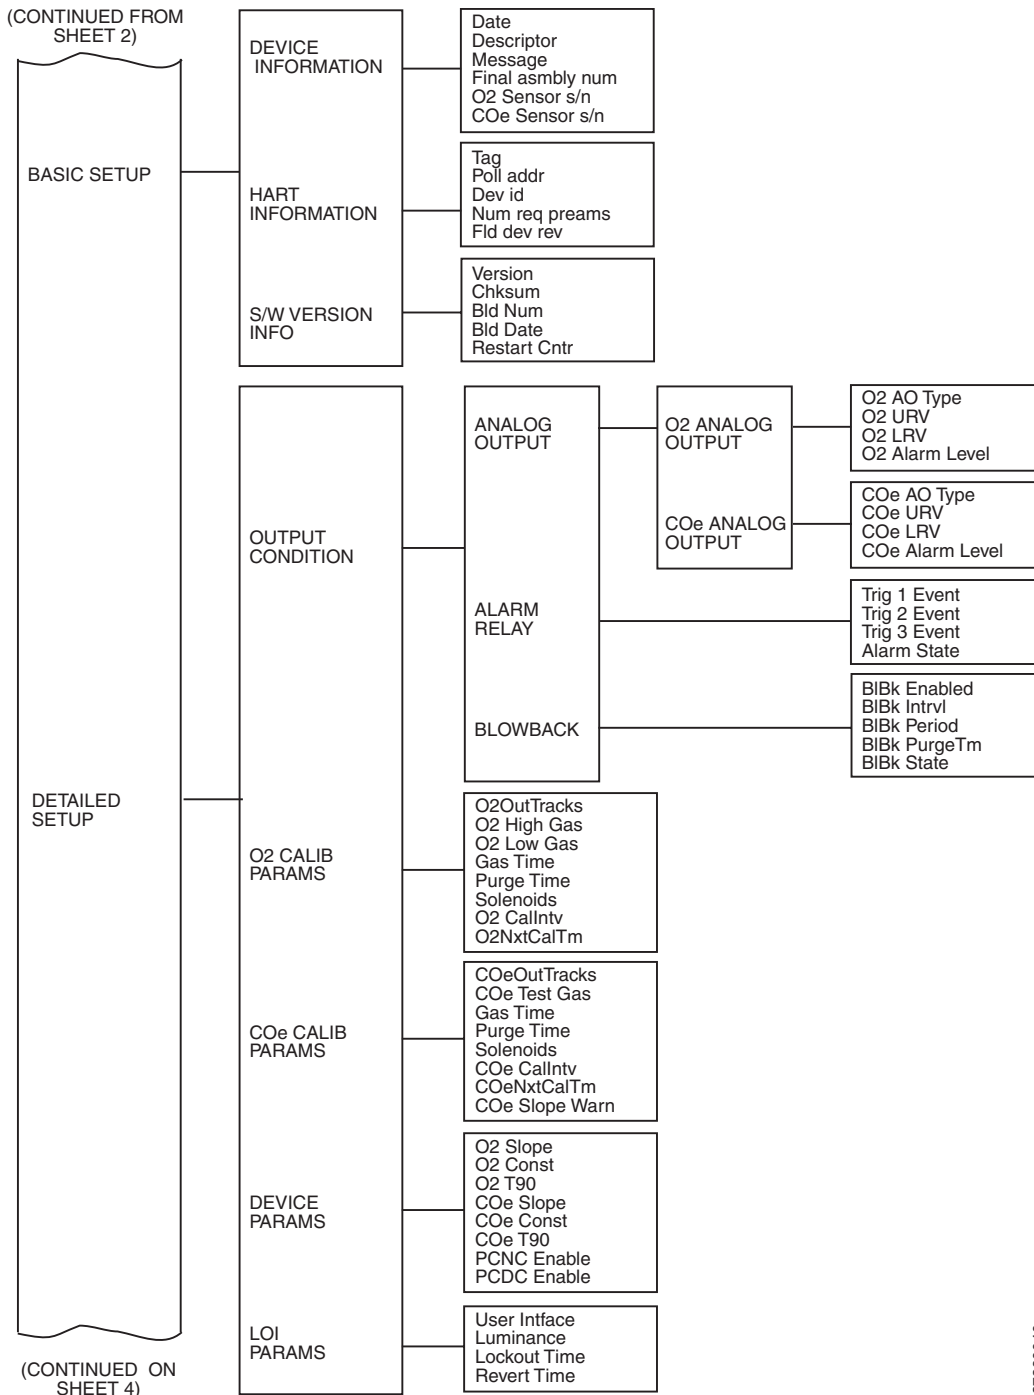 (CONTINUED FROM
SHEET 2)
BASIC SETUP
DEVICE
INFORMATION
Date
Descriptor
Message
Final asmbly num
O2 Sensor s/n
COe Sensor s/n
HART
INFORMATION
Tag
Poll addr
Dev id
Num req preams
Fld dev rev
S/W VERSION
INFO
Version
Chksum
Bld Num
Bld Date
Restart Cntr
DETAILED
SETUP
OUTPUT
CONDITION
ANALOG
OUTPUT
O2 ANALOG
OUTPUT
O2 AO Type
O2 URV
O2 LRV
O2 Alarm Level
COe ANALOG
OUTPUT
COe AO Type
COe URV
COe LRV
COe Alarm Level
ALARM
RELAY
Trig 1 Event
Trig 2 Event
Trig 3 Event
Alarm State
BLOWBACK
BlBk Enabled
BlBk Intrvl
BlBk Period
BlBk PurgeTm
BlBk State
O2 CALIB
PARAMS
O2OutTracks
O2 High Gas
O2 Low Gas
Gas Time
Purge Time
Solenoids
O2 CalIntv
O2NxtCalTm
COe CALIB
PARAMS
COeOutTracks
COe Test Gas
Gas Time
Purge Time
Solenoids
COe CalIntv
COeNxtCalTm
COe Slope Warn
DEVICE
PARAMS
O2 Slope
O2 Const
O2 T90
COe Slope
COe Const
COe T90
PCNC Enable
PCDC Enable
LOI
PARAMS
User Intface
Luminance
Lockout Time
Revert Time
(CONTINUED ON
SHEET 4)